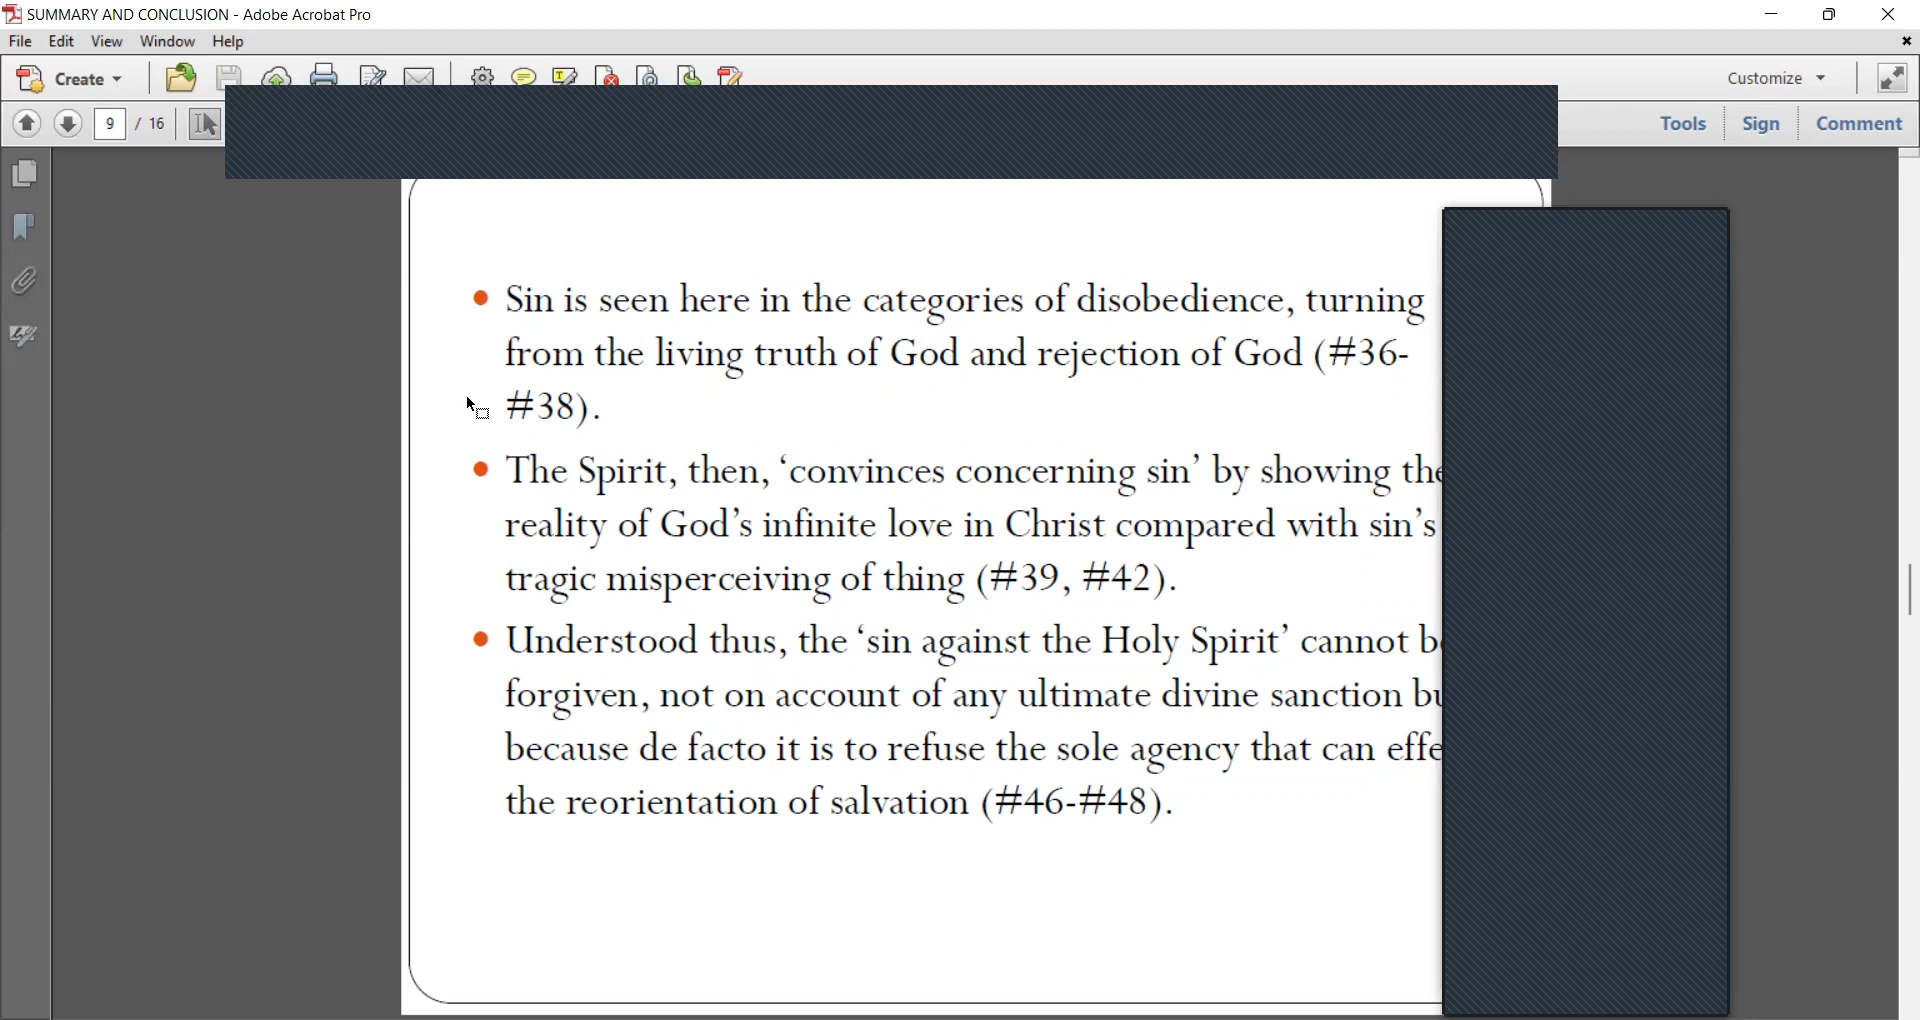 SUMMARY AND CONCLUSION - Adobe Acrobat Pro
File Edit View Window Help
Create Customize
9 / 16 Tools Sign Comment
Sin is seen here in the categories of disobedience, turning
from the living truth of God and rejection of God (#36-
#38).
The Spirit, then, ‘convinces concerning sin’ by showing the
reality of God’s infinite love in Christ compared with sin’s
tragic misperceiving of thing (#39, #42).
Understood thus, the ‘sin against the Holy Spirit’ cannot
forgiven, not on account of any ultimate divine sanction
because de facto it is to refuse the sole agency that can
the reorientation of salvation (#46-#48).